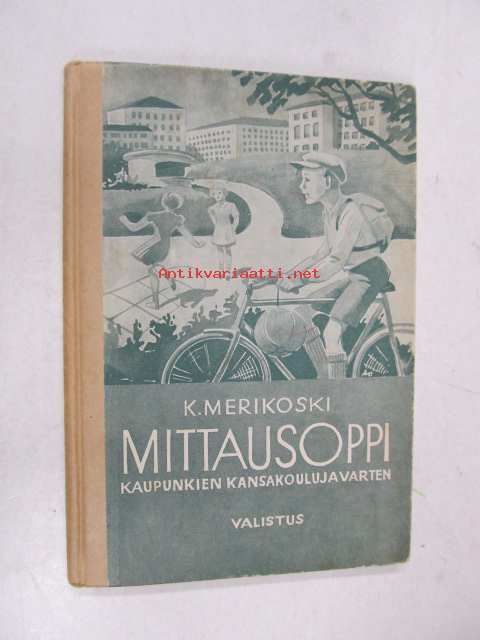 Antikvariaatti.net
K. MERIKOSKI
MITTAUSOPPI
KAUPUNKIEN KANSAKOULUJA VARTEN
VALISTUS